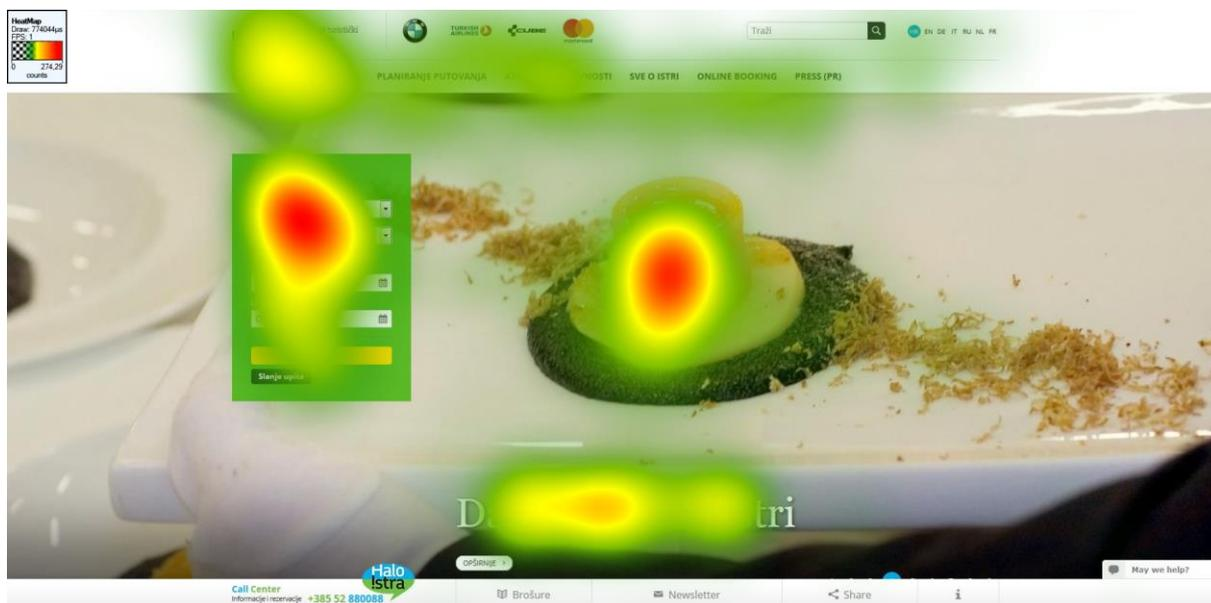 HeatMap
Draw: 774044µs
FPS: 1
0 274,29
counts
TURKISH AIRLINES
CUBE
mastercard
Traži
EN DE IT RU NL FR
PLANIRANJE PUTOVANJA
SVE O ISTRI
ONLINE BOOKING
PRESS (PR)
Slanje upita
OPŠIRNIJE >
May we help?
Call Center
Informacije i rezervacije +385 52 880088
Halo
Istra
Brošure
Newsletter
Share
i